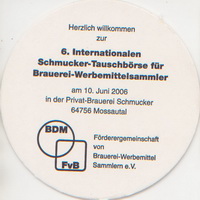 Herzlich willkommen
zur
6. Internationalen
Schmucker-Tauschbörse für
Brauerei-Werbemittelsammler
am 10. Juni 2006
in der Privat-Brauerei Schmucker
64756 Mossautal
BDM
FvB
Förderergemeinschaft
von
Brauerei-Werbemittel
Sammlern e.V.